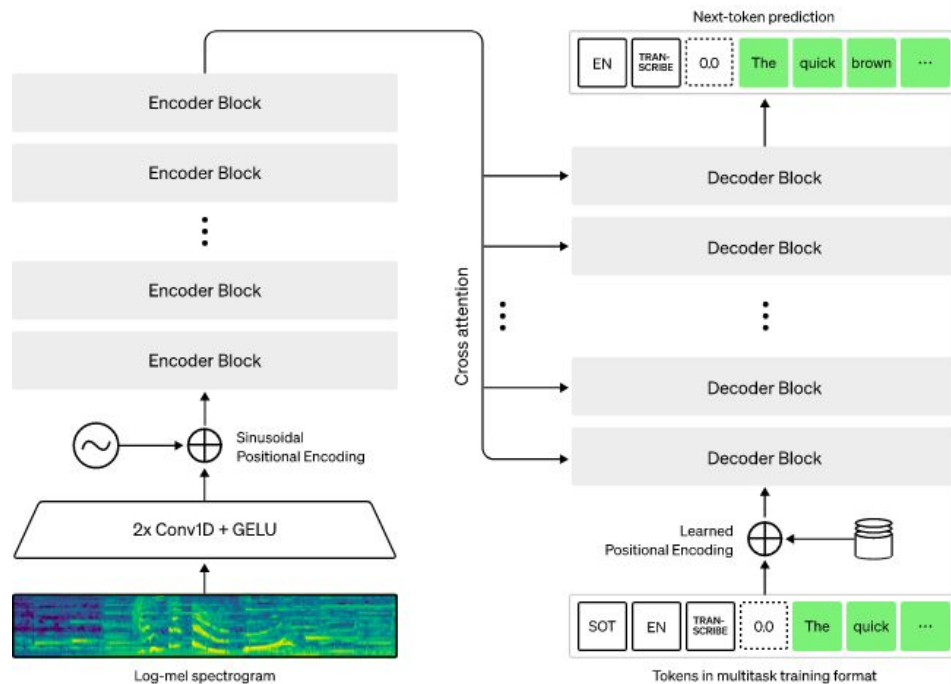 Next-token prediction
EN
TRAN-
SCRIBE
0.0
The
quick
brown
...
Encoder Block
Encoder Block
Encoder Block
Encoder Block
Sinusoidal
Positional Encoding
2x Conv1D + GELU
Log-mel spectrogram
Cross attention
Decoder Block
Decoder Block
Decoder Block
Decoder Block
Learned
Positional Encoding
SOT
EN
TRAN-
SCRIBE
0.0
The
quick
...
Tokens in multitask training format